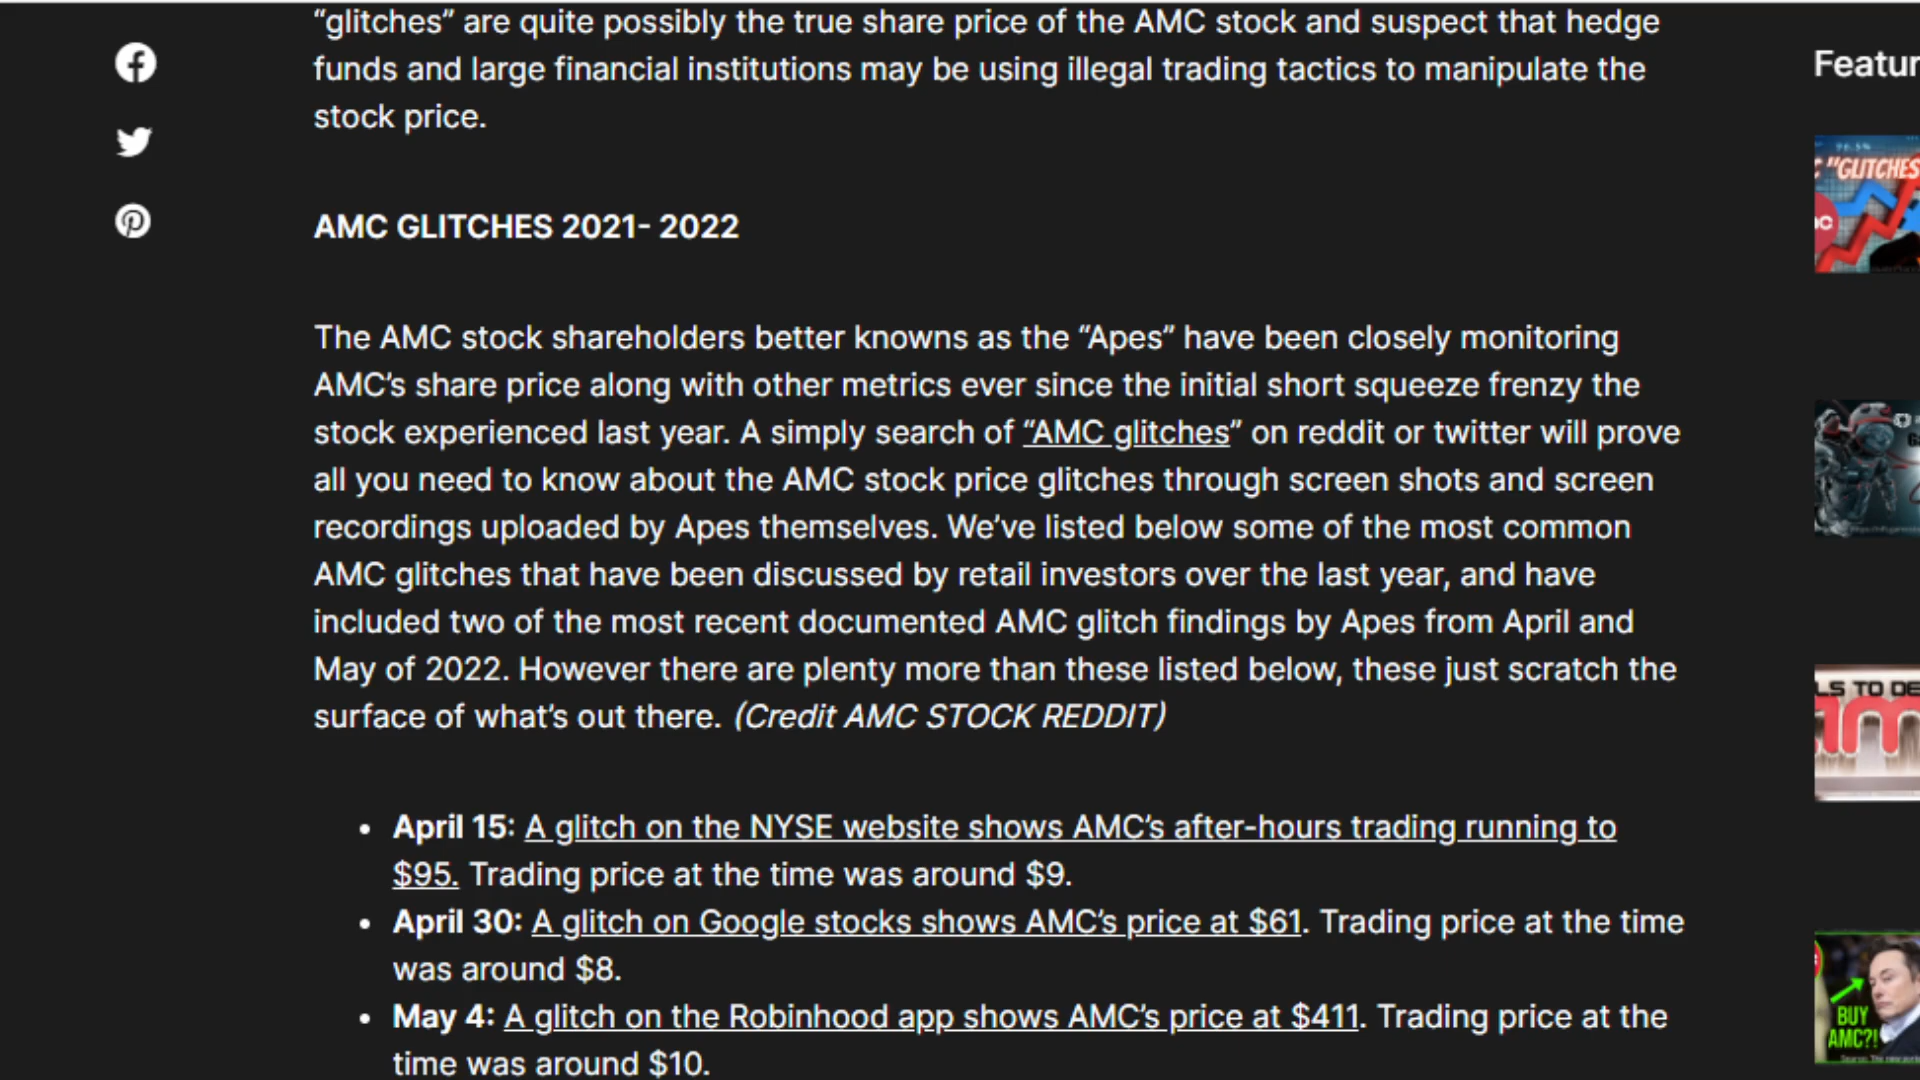 “glitches” are quite possibly the true share price of the AMC stock and suspect that hedge
funds and large financial institutions may be using illegal trading tactics to manipulate the
stock price.
AMC GLITCHES 2021- 2022
The AMC stock shareholders better knowns as the “Apes” have been closely monitoring
AMC’s share price along with other metrics ever since the initial short squeeze frenzy the
stock experienced last year. A simply search of “AMC glitches” on reddit or twitter will prove
all you need to know about the AMC stock price glitches through screen shots and screen
recordings uploaded by Apes themselves. We’ve listed below some of the most common
AMC glitches that have been discussed by retail investors over the last year, and have
included two of the most recent documented AMC glitch findings by Apes from April and
May of 2022. However there are plenty more than these listed below, these just scratch the
surface of what’s out there. (Credit AMC STOCK REDDIT)
• April 15: A glitch on the NYSE website shows AMC’s after-hours trading running to
$95. Trading price at the time was around $9.
• April 30: A glitch on Google stocks shows AMC’s price at $61. Trading price at the time
was around $8.
• May 4: A glitch on the Robinhood app shows AMC’s price at $411. Trading price at the
time was around $10.
Featur
"GLITCHES
LS TO DE
am
BUY
AMC?!